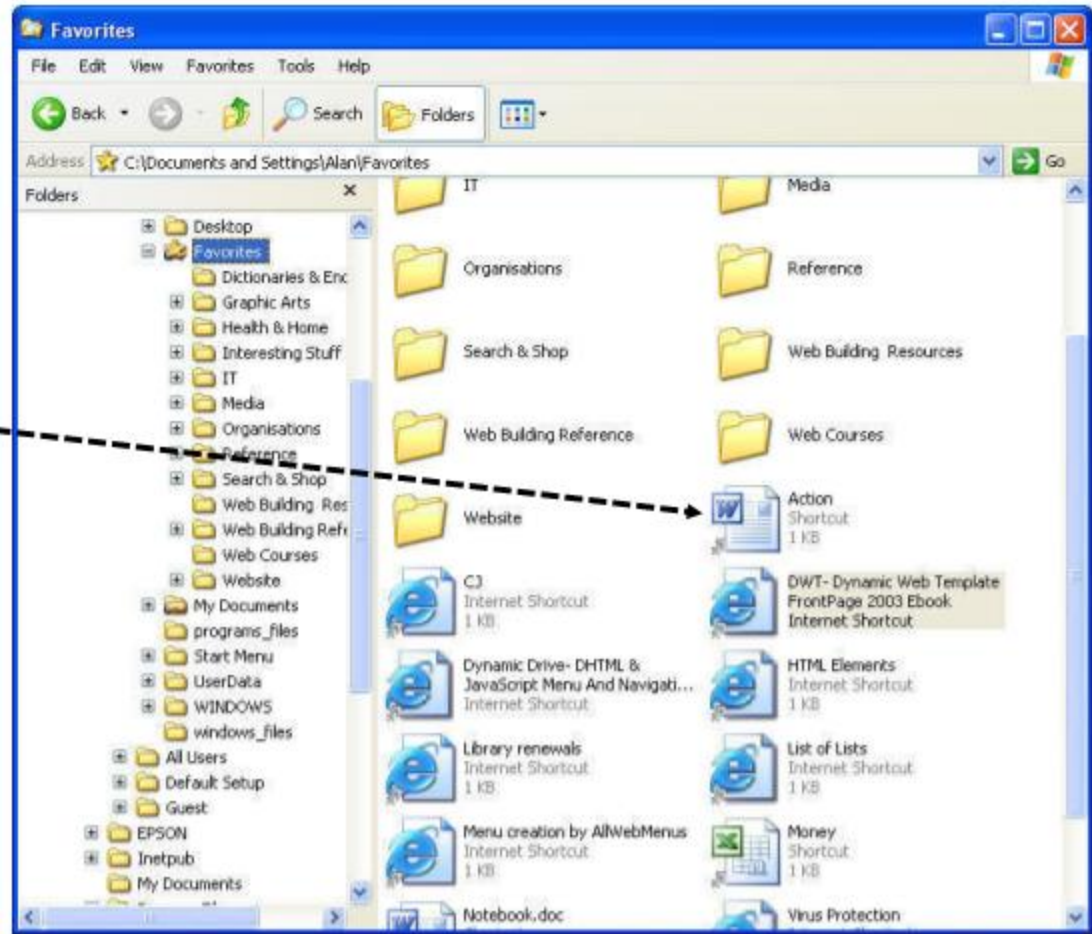 Favorites
File Edit View Favorites Tools Help
Back Search Folders
Address C:\Documents and Settings\Alan\Favorites Go
Folders
Desktop
Favorites
Dictionaries & Enc
Graphic Arts
Health & Home
Interesting Stuff
IT
Media
Organisations
Reference
Search & Shop
Web Building Res
Web Building Refe
Web Courses
Website
My Documents
programs_files
Start Menu
UserData
WINDOWS
windows_files
All Users
Default Setup
Guest
EPSON
Inetpub
My Documents
IT
Media
Organisations
Reference
Search & Shop
Web Building Resources
Web Building Reference
Web Courses
Website
Action
Shortcut
1 KB
CJ
Internet Shortcut
1 KB
DWT- Dynamic Web Template
FrontPage 2003 Ebook
Internet Shortcut
Dynamic Drive- DHTML &
JavaScript Menu And Navigati...
Internet Shortcut
HTML Elements
Internet Shortcut
1 KB
Library renewals
Internet Shortcut
1 KB
List of Lists
Internet Shortcut
1 KB
Menu creation by AllWebMenus
Internet Shortcut
1 KB
Money
Shortcut
1 KB
Notebook.doc
Virus Protection